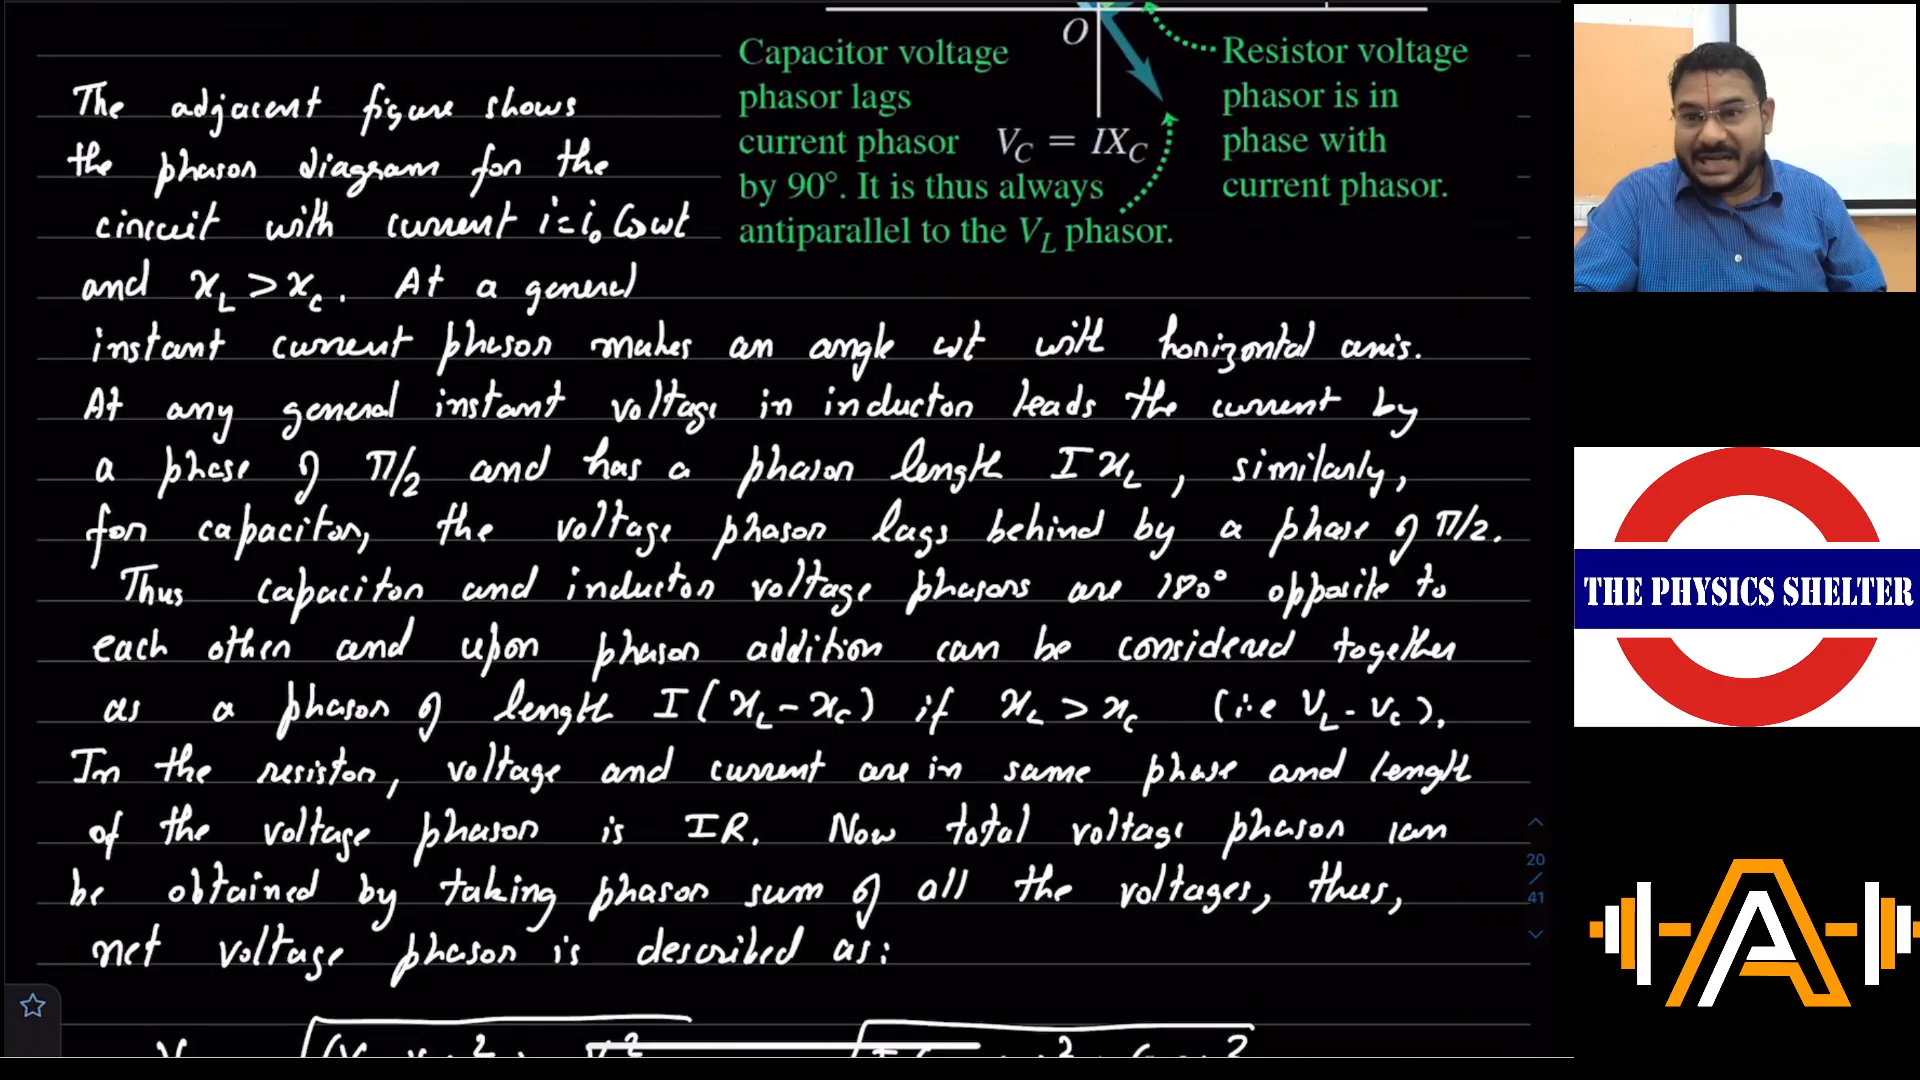 O
Capacitor voltage
phasor lags
current phasor
by 90°. It is thus always
antiparallel to the V_L phasor.
V_C = IX_C
Resistor voltage
phasor is in
phase with
current phasor.
The adjacent figure shows
the phasor diagram for the
circuit with current i=i₀ Cos ωt
and x_L > x_C. At a general
instant current phasor makes an angle ωt with horizontal axis.
At any general instant voltage in inductor leads the current by
a phase of π/2 and has a phasor length I x_L, similarly,
for capacitor, the voltage phasor lags behind by a phase of π/2.
Thus capacitor and inductor voltage phasors are 180° opposite to
each other and upon phasor addition can be considered together
as a phasor of length I(x_L - x_C) if x_L > x_C (i.e V_L - V_C).
In the resistor, voltage and current are in same phase and length
of the voltage phasor is IR. Now total voltage phasor can
be obtained by taking phasor sum of all the voltages, thus,
net voltage phasor is described as:
20
/
41
THE PHYSICS SHELTER